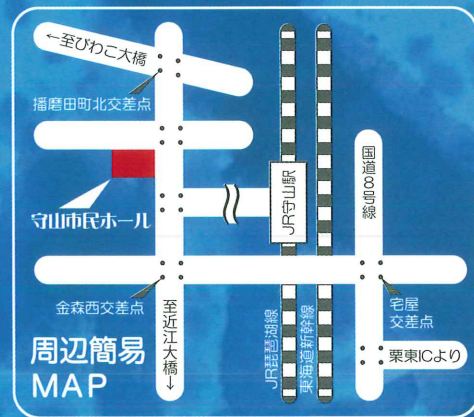 ←至びわこ大橋
播磨田町北交差点
守山市民ホール
JR守山駅
国道8号線
金森西交差点
至近江大橋→
JR琵琶湖線
東海道新幹線
宅屋
交差点
栗東ICより
周辺簡易
MAP